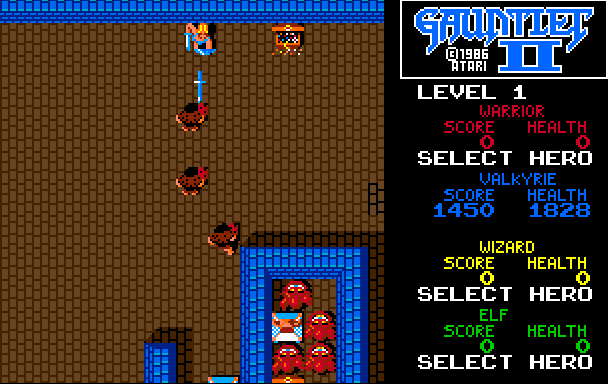 GAUNTLET
II
©1986
ATARI
LEVEL 1
WARRIOR
SCORE HEALTH
0 0
SELECT HERO
VALKYRIE
SCORE HEALTH
1450 1828
WIZARD
SCORE HEALTH
0 0
SELECT HERO
ELF
SCORE HEALTH
0 0
SELECT HERO